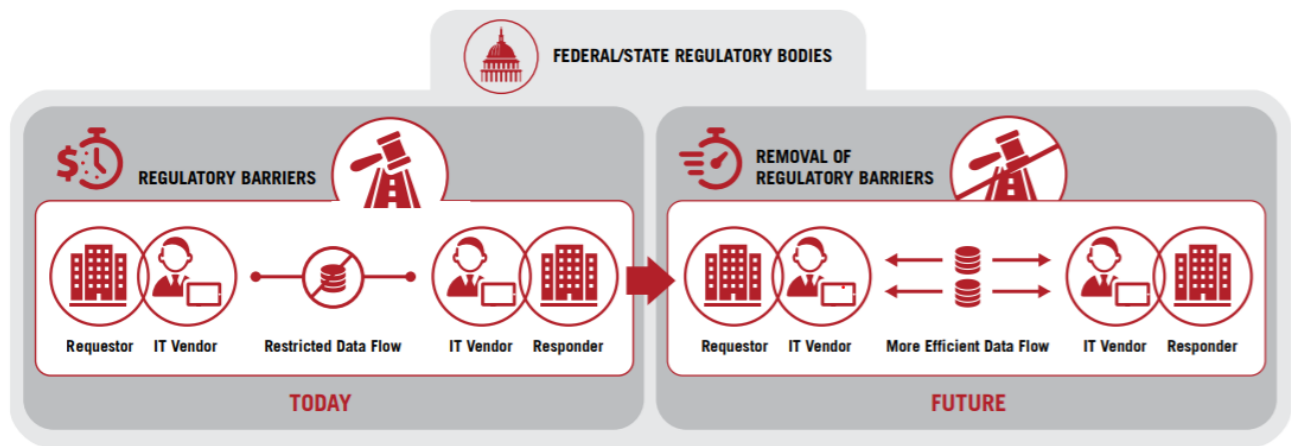 FEDERAL/STATE REGULATORY BODIES
REGULATORY BARRIERS
Requestor
IT Vendor
Restricted Data Flow
IT Vendor
Responder
TODAY
REMOVAL OF
REGULATORY BARRIERS
Requestor
IT Vendor
More Efficient Data Flow
IT Vendor
Responder
FUTURE